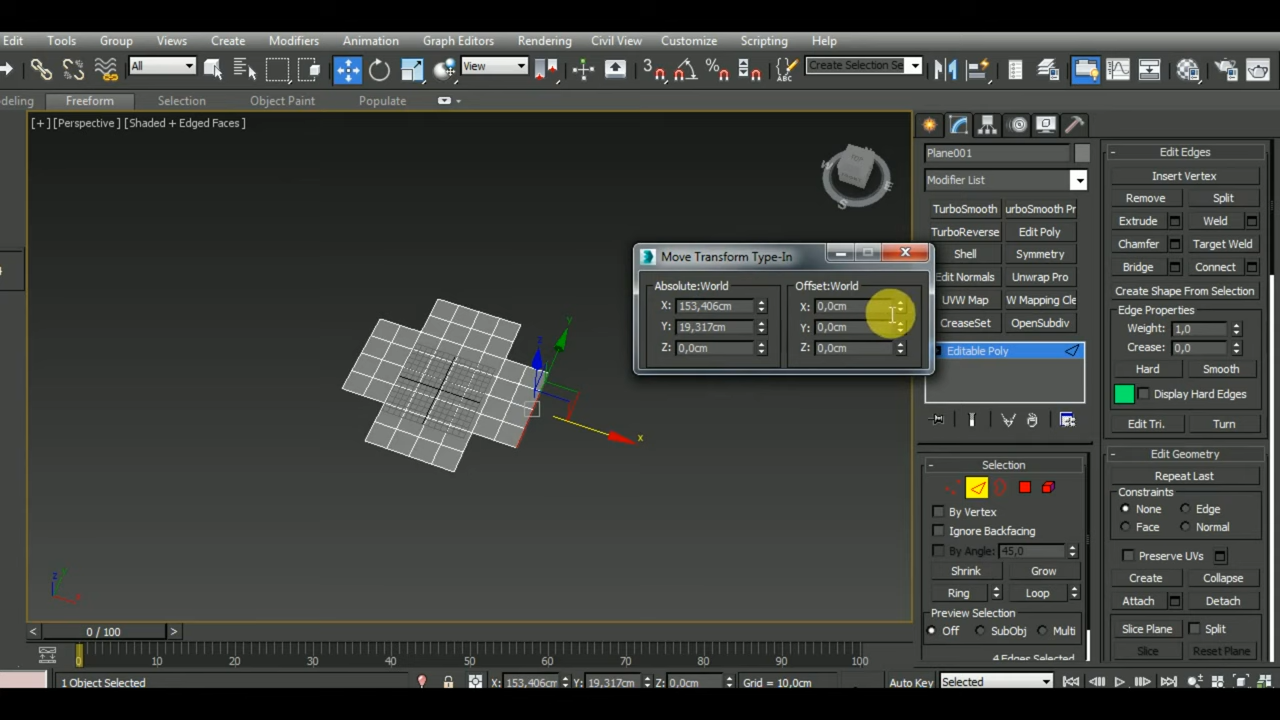 Edit Tools Group Views Create Modifiers Animation Graph Editors Rendering Civil View Customize Scripting Help
All View 3 % ABC Create Selection Se
deling Freeform Selection Object Paint Populate
[+] [Perspective] [Shaded + Edged Faces]
TOP
W E S
x
y
z
Move Transform Type-In
Absolute:World Offset:World
X: 153,406cm X: 0,0cm
Y: 19,317cm Y: 0,0cm
Z: 0,0cm Z: 0,0cm
Plane001
Modifier List
TurboSmooth urboSmooth Pr
TurboReverse Edit Poly
Shell Symmetry
Edit Normals Unwrap Pro
UVW Map W Mapping Cle
CreaseSet OpenSubdiv
Editable Poly
- Selection
By Vertex
Ignore Backfacing
By Angle: 45,0
Shrink Grow
Ring Loop
Preview Selection
Off SubObj Multi
4 Edges Selected
- Edit Edges
Insert Vertex
Remove Split
Extrude Weld
Chamfer Target Weld
Bridge Connect
Create Shape From Selection
Edge Properties
Weight: 1,0
Crease: 0,0
Hard Smooth
Display Hard Edges
Edit Tri. Turn
- Edit Geometry
Repeat Last
Constraints
None Edge
Face Normal
Preserve UVs
Create Collapse
Attach Detach
Slice Plane Split
Slice Reset Plane
< 0 / 100 >
0 10 20 30 40 50 60 70 80 90 100
1 Object Selected X: 153,406cm Y: 19,317cm Z: 0,0cm Grid = 10,0cm Auto Key Selected